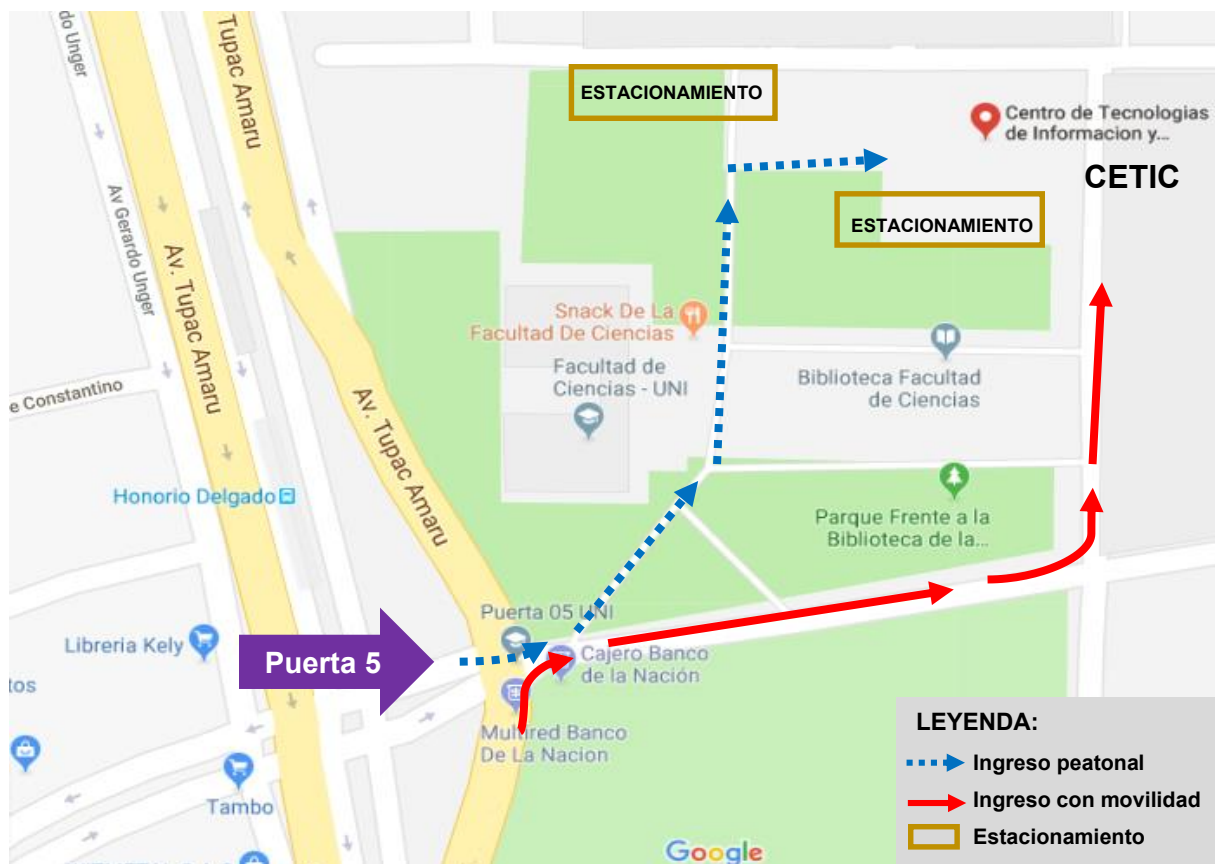 do
Unger
Tupac Amaru
ESTACIONAMIENTO
Centro de Tecnologias
de Informacion y...
CETIC
Av Gerardo Unger
Av. Tupac Amaru
ESTACIONAMIENTO
Snack De La
Facultad De Ciencias
Facultad de
Ciencias - UNI
Biblioteca Facultad
de Ciencias
e Constantino
Av. Tupac Amaru
Honorio Delgado
Parque Frente a la
Biblioteca de la...
Puerta 05 UNI
Libreria Kely
Puerta 5
Cajero Banco
de la Nación
tos
Multired Banco
De La Nacion
Tambo
LEYENDA:
Ingreso peatonal
Ingreso con movilidad
Estacionamiento
Google